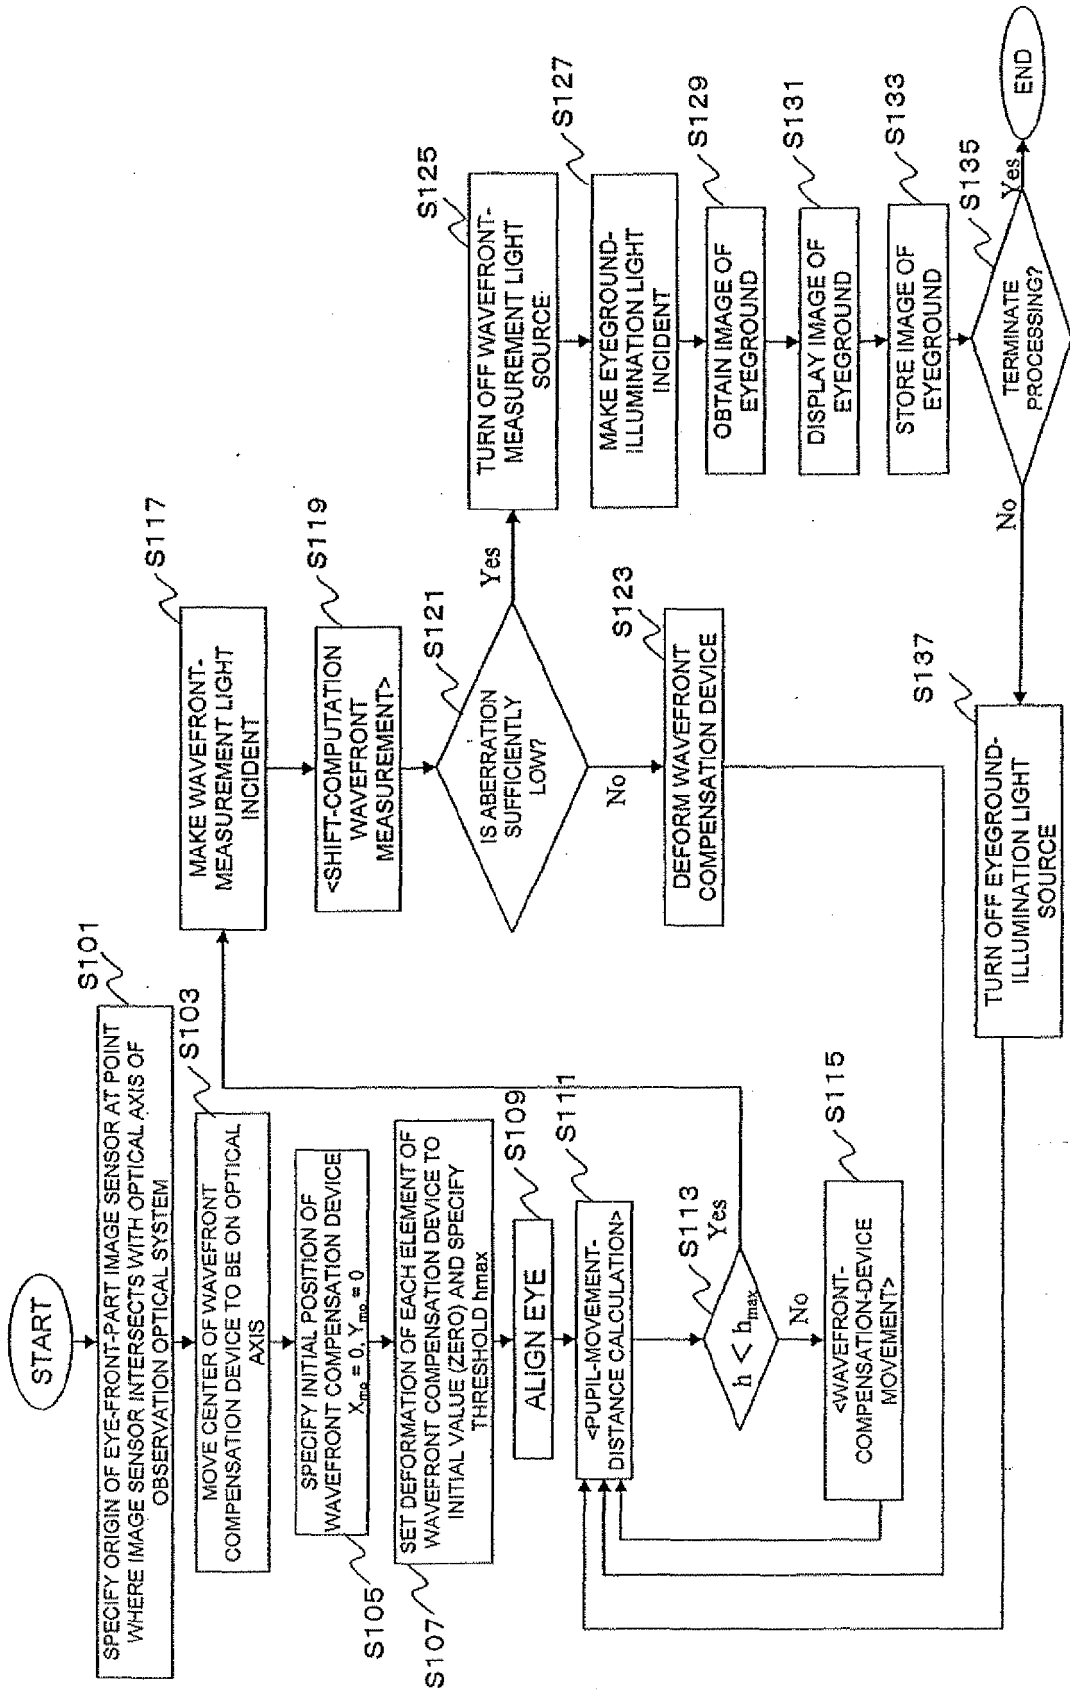 START
S101
SPECIFY ORIGIN OF EYE-FRONT-PART IMAGE SENSOR AT POINT
WHERE IMAGE SENSOR INTERSECTS WITH OPTICAL AXIS OF
OBSERVATION OPTICAL SYSTEM
S103
MOVE CENTER OF WAVEFRONT
COMPENSATION DEVICE TO BE ON OPTICAL
AXIS
SPECIFY INITIAL POSITION OF
WAVEFRONT COMPENSATION DEVICE
Xmo = 0, Ymo = 0
S105
SET DEFORMATION OF EACH ELEMENT OF
WAVEFRONT COMPENSATION DEVICE TO
INITIAL VALUE (ZERO) AND SPECIFY
THRESHOLD hmax
S107
S109
ALIGN EYE
S111
<PUPIL-MOVEMENT-
DISTANCE CALCULATION>
S113
h < hmax
Yes
No
S115
<WAVEFRONT-
COMPENSATION-DEVICE
MOVEMENT>
S117
MAKE WAVEFRONT-
MEASUREMENT LIGHT
INCIDENT
S119
<SHIFT-COMPUTATION
WAVEFRONT
MEASUREMENT>
S121
IS ABERRATION
SUFFICIENTLY
LOW?
Yes
No
S123
DEFORM WAVEFRONT
COMPENSATION DEVICE
S125
TURN OFF WAVEFRONT-
MEASUREMENT LIGHT
SOURCE
S127
MAKE EYEGROUND-
ILLUMINATION LIGHT
INCIDENT
S129
OBTAIN IMAGE OF
EYEGROUND
S131
DISPLAY IMAGE OF
EYEGROUND
S133
STORE IMAGE OF
EYEGROUND
S135
TERMINATE
PROCESSING?
Yes
END
No
S137
TURN OFF EYEGROUND-
ILLUMINATION LIGHT
SOURCE